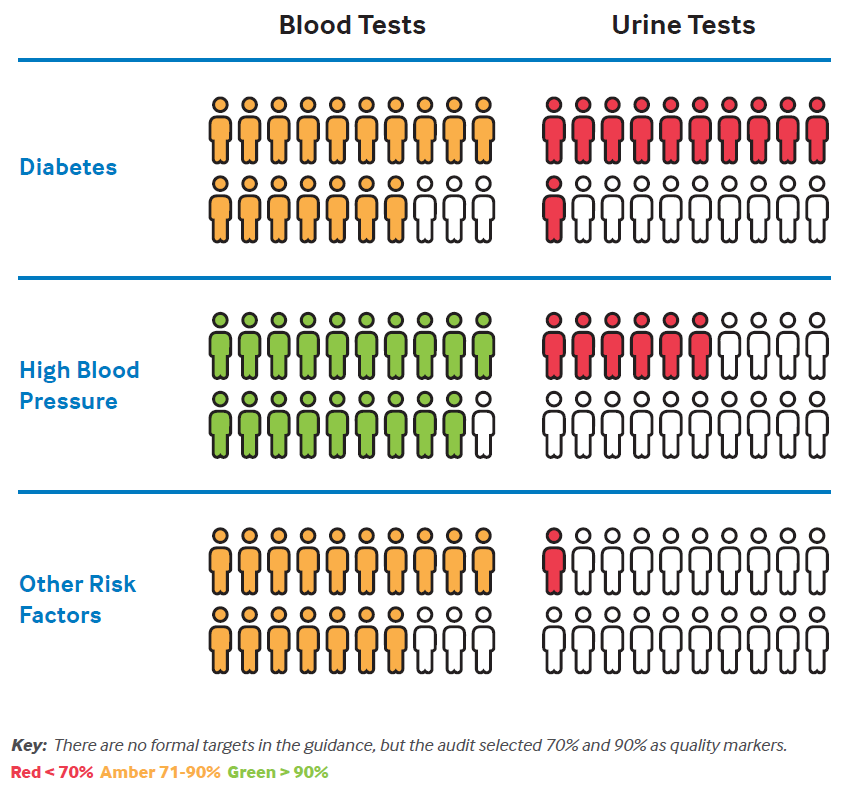 Blood Tests Urine Tests
Diabetes
High Blood
Pressure
Other Risk
Factors
Key: There are no formal targets in the guidance, but the audit selected 70% and 90% as quality markers.
Red < 70% Amber 71-90% Green > 90%